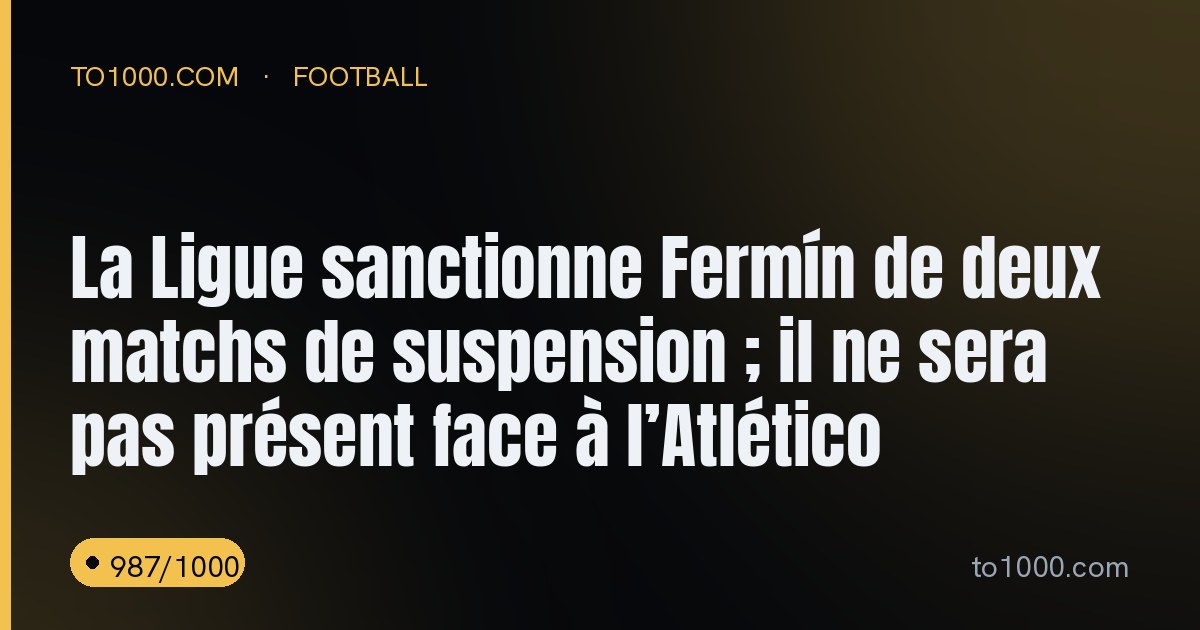 TO1000.COM · FOOTBALL
La Ligue sanctionne Fermín de deux
matchs de suspension ; il ne sera
pas présent face à l’Atlético
987/1000
to1000.com